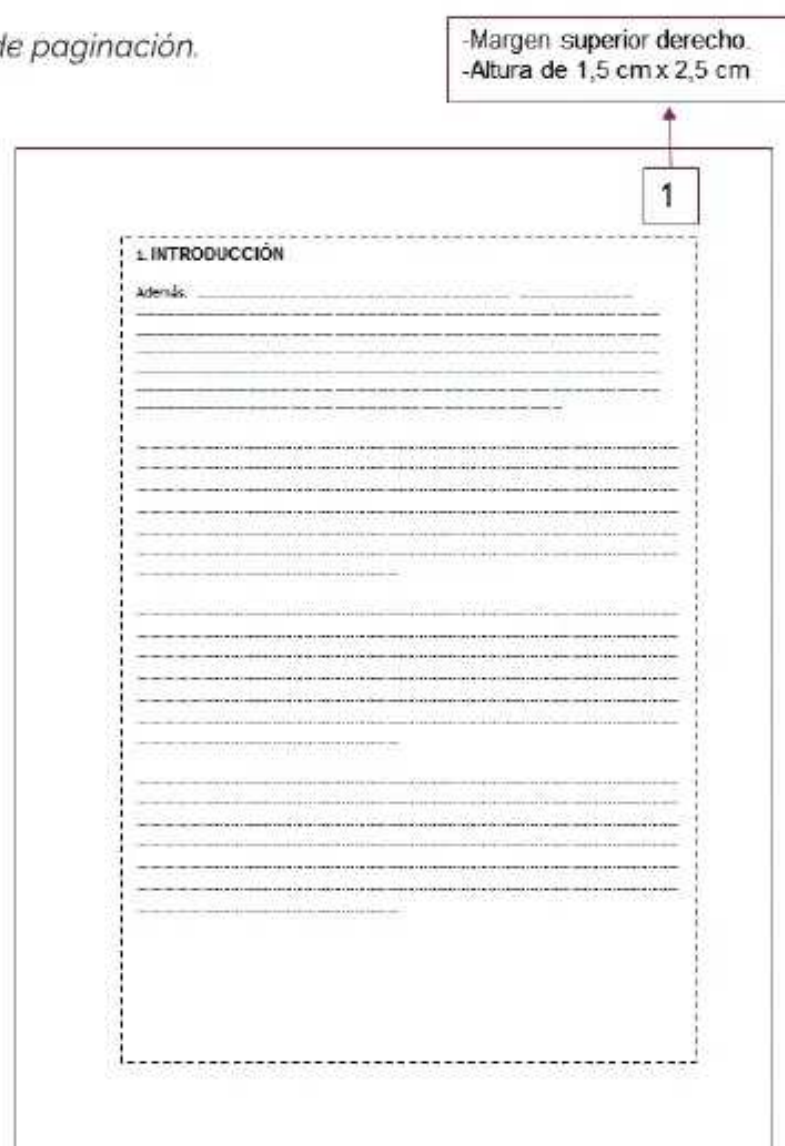 de paginación.
-Margen superior derecho.
-Altura de 1,5 cm x 2,5 cm
1
1. INTRODUCCIÓN
Además.